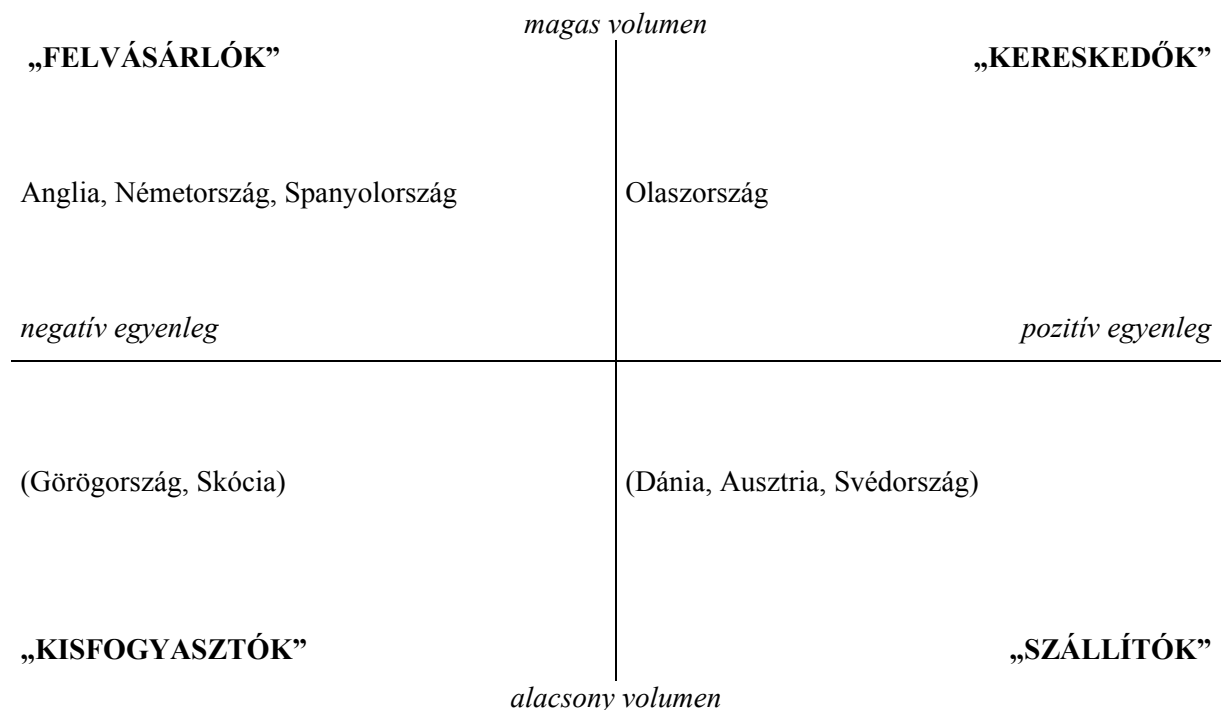 magas volumen
„FELVÁSÁRLÓK”
„KERESKEDŐK”
Anglia, Németország, Spanyolország
Olaszország
negatív egyenleg
pozitív egyenleg
(Görögország, Skócia)
(Dánia, Ausztria, Svédország)
„KISFOGYASZTÓK”
„SZÁLLÍTÓK”
alacsony volumen